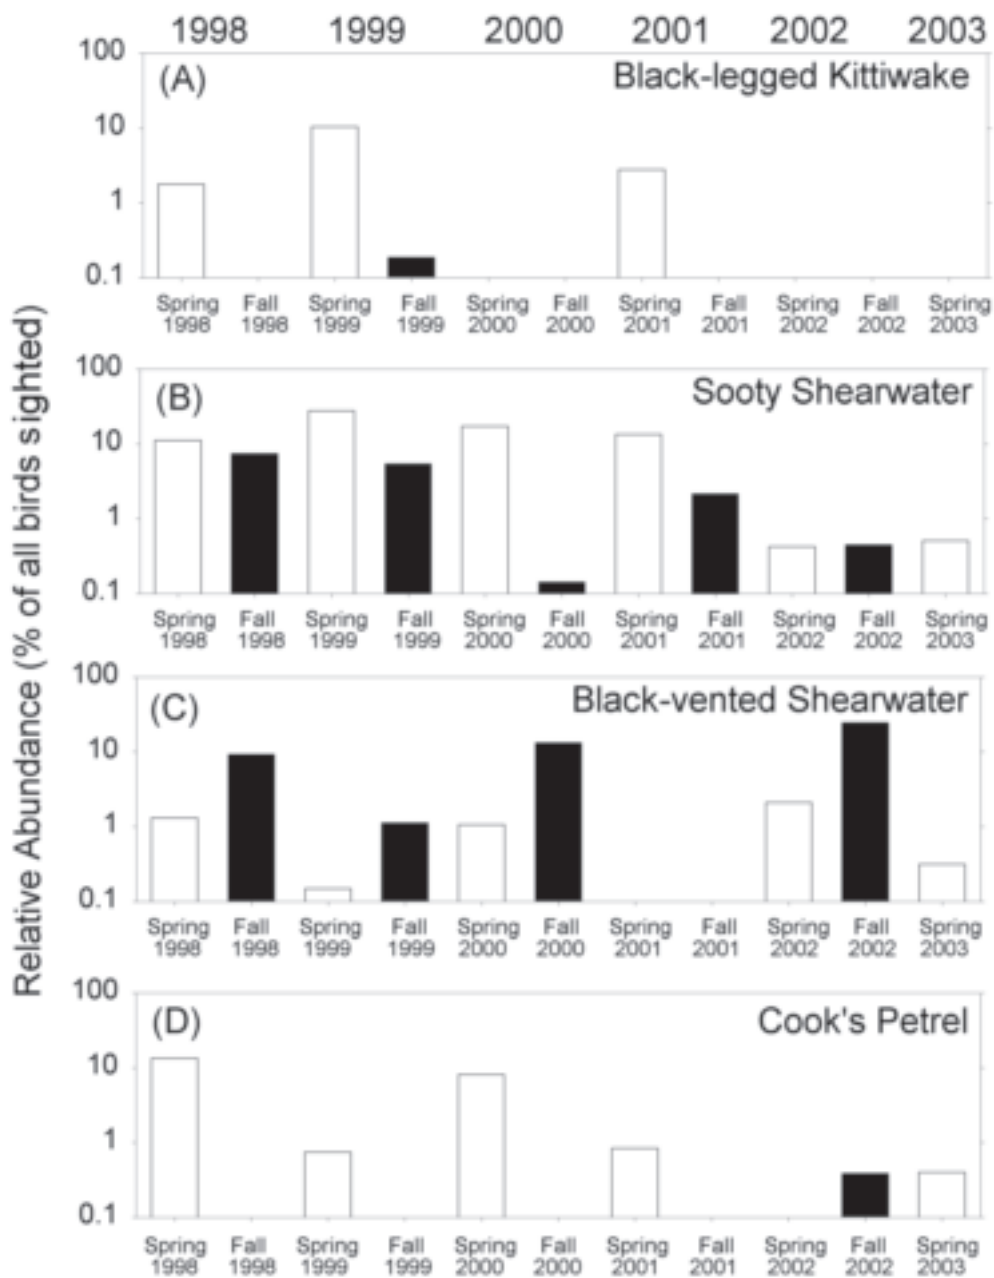 1998 1999 2000 2001 2002 2003
Relative Abundance (% of all birds sighted)
(A) Black-legged Kittiwake
100
10
1
0.1
Spring Fall Spring Fall Spring Fall Spring Fall Spring Fall Spring
1998 1998 1999 1999 2000 2000 2001 2001 2002 2002 2003
(B) Sooty Shearwater
100
10
1
0.1
Spring Fall Spring Fall Spring Fall Spring Fall Spring Fall Spring
1998 1998 1999 1999 2000 2000 2001 2001 2002 2002 2003
(C) Black-vented Shearwater
100
10
1
0.1
Spring Fall Spring Fall Spring Fall Spring Fall Spring Fall Spring
1998 1998 1999 1999 2000 2000 2001 2001 2002 2002 2003
(D) Cook's Petrel
100
10
1
0.1
Spring Fall Spring Fall Spring Fall Spring Fall Spring Fall Spring
1998 1998 1999 1999 2000 2000 2001 2001 2002 2002 2003